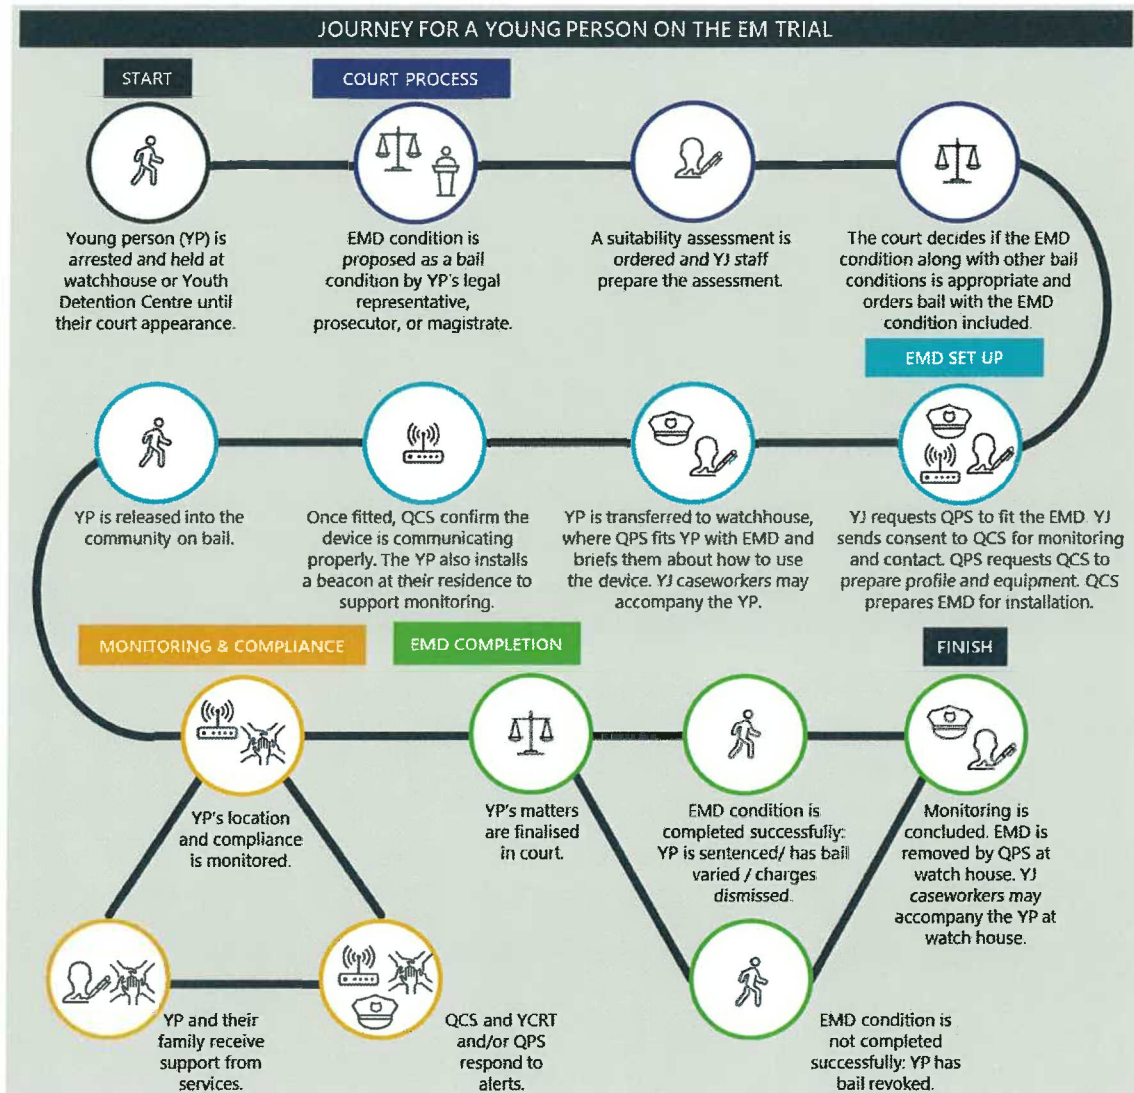 JOURNEY FOR A YOUNG PERSON ON THE EM TRIAL
START
COURT PROCESS
Young person (YP) is
arrested and held at
watchhouse or Youth
Detention Centre until
their court appearance.
EMD condition is
proposed as a bail
condition by YP's legal
representative,
prosecutor, or magistrate.
A suitability assessment is
ordered and YJ staff
prepare the assessment.
The court decides if the EMD
condition along with other bail
conditions is appropriate and
orders bail with the EMD
condition included.
EMD SET UP
YJ requests QPS to fit the EMD. YJ
sends consent to QCS for monitoring
and contact. QPS requests QCS to
prepare profile and equipment. QCS
prepares EMD for installation.
YP is transferred to watchhouse,
where QPS fits YP with EMD and
briefs them about how to use
the device. YJ caseworkers may
accompany the YP.
Once fitted, QCS confirm the
device is communicating
properly. The YP also installs
a beacon at their residence to
support monitoring.
YP is released into the
community on bail.
MONITORING & COMPLIANCE
YP's location
and compliance
is monitored.
YP and their
family receive
support from
services.
QCS and YCRT
and/or QPS
respond to
alerts.
EMD COMPLETION
YP's matters
are finalised
in court.
EMD condition is
completed successfully:
YP is sentenced/ has bail
varied / charges
dismissed.
EMD condition is
not completed
successfully: YP has
bail revoked.
FINISH
Monitoring is
concluded. EMD is
removed by QPS at
watch house. YJ
caseworkers may
accompany the YP at
watch house.